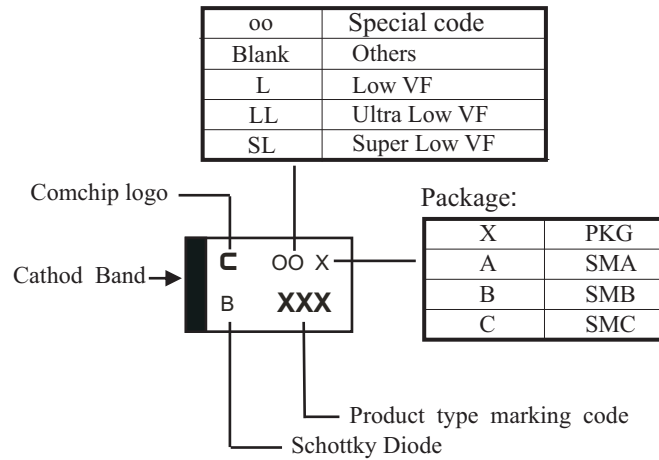 oo Special code
Blank Others
L Low VF
LL Ultra Low VF
SL Super Low VF
Comchip logo
Package:
X PKG
A SMA
B SMB
C SMC
Cathod Band
C OO X
B XXX
Product type marking code
Schottky Diode